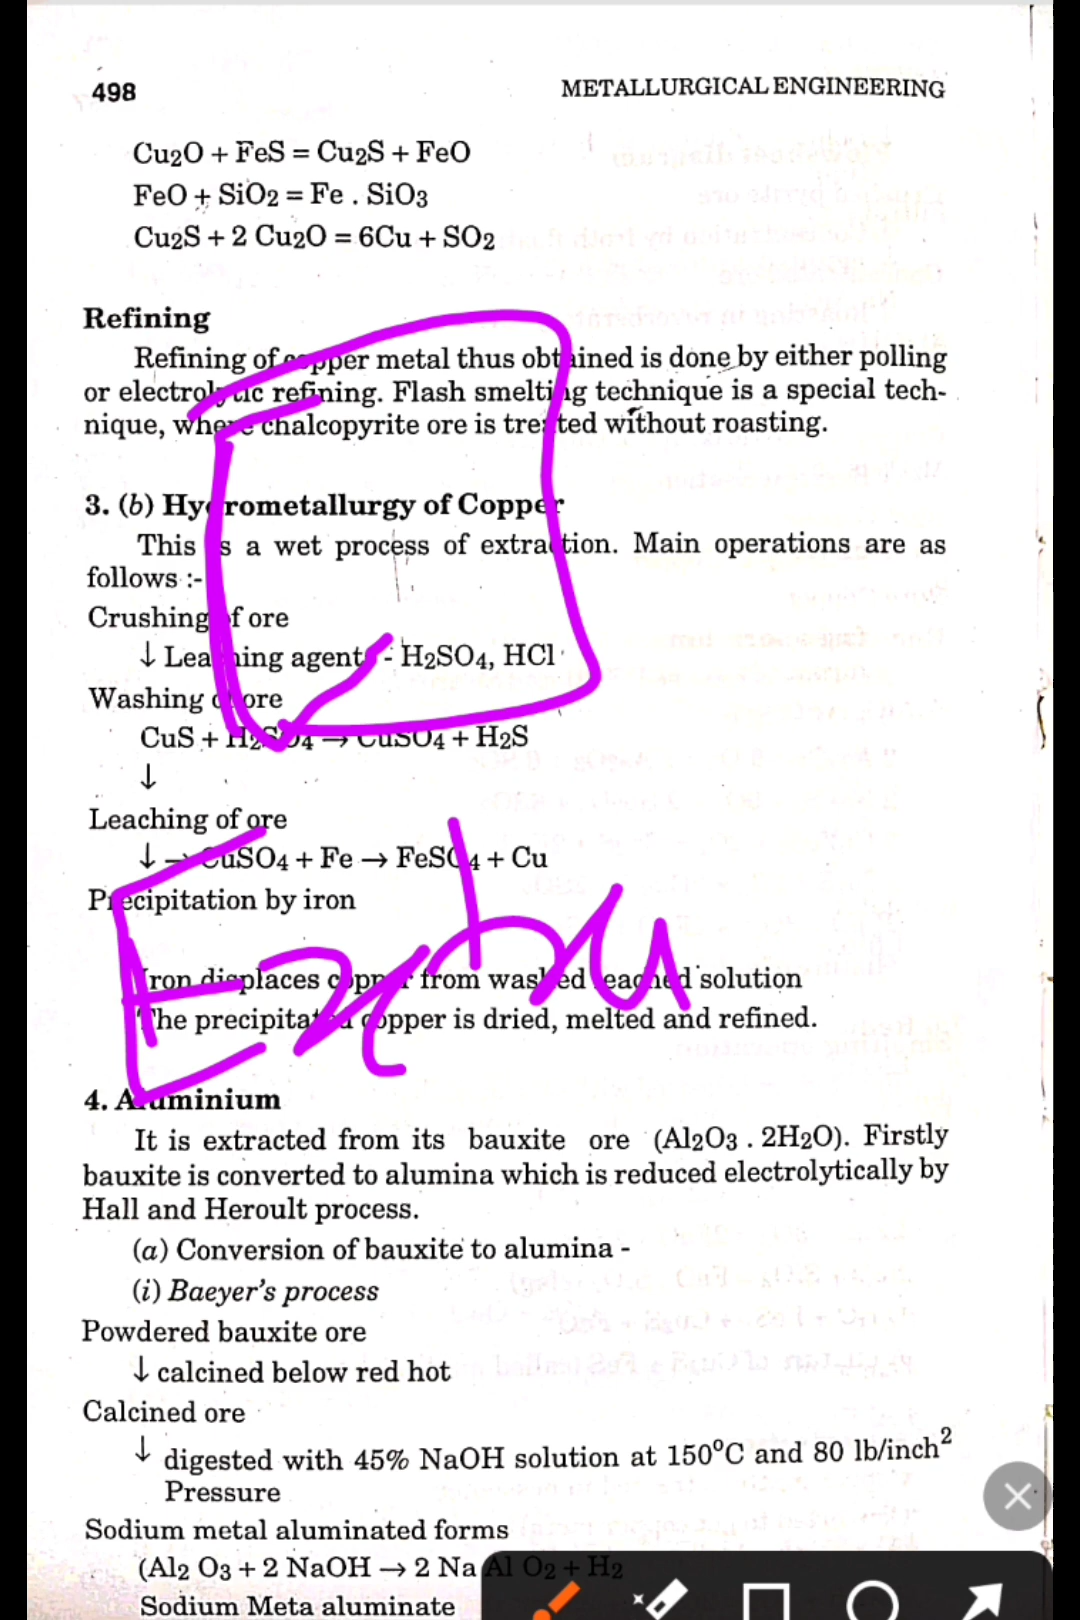 498
METALLURGICAL ENGINEERING
Cu2O + FeS = Cu2S + FeO
FeO + SiO2 = Fe . SiO3
Cu2S + 2 Cu2O = 6Cu + SO2
Refining
Refining of copper metal thus obtained is done by either polling
or electrolytic refining. Flash smelting technique is a special tech-
nique, where chalcopyrite ore is treated without roasting.
3. (b) Hydrometallurgy of Copper
This is a wet process of extraction. Main operations are as
follows :-
Crushing of ore
↓ Leaching agent - H2SO4, HCl
Washing of ore
CuS + H2SO4 → CuSO4 + H2S
↓
Leaching of ore
↓ → CuSO4 + Fe → FeSO4 + Cu
Precipitation by iron
Iron displaces copper from washed leached solution
The precipitated copper is dried, melted and refined.
4. Aluminium
It is extracted from its bauxite ore (Al2O3 . 2H2O). Firstly
bauxite is converted to alumina which is reduced electrolytically by
Hall and Heroult process.
(a) Conversion of bauxite to alumina -
(i) Baeyer's process
Powdered bauxite ore
↓ calcined below red hot
Calcined ore
↓ digested with 45% NaOH solution at 150°C and 80 lb/inch2
Pressure
Sodium metal aluminated forms
(Al2 O3 + 2 NaOH → 2 Na Al O2 + H2
Sodium Meta aluminate